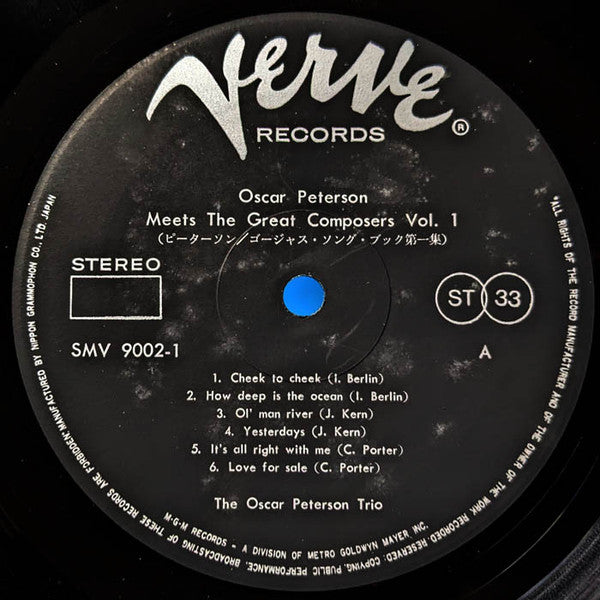 Verve
RECORDS
®
Oscar Peterson
Meets The Great Composers Vol. 1
(ピーターソン/ゴージャス・ソング・ブック第一集)
STEREO
ST 33
SMV 9002-1
A
1. Cheek to cheek (I. Berlin)
2. How deep is the ocean (I. Berlin)
3. Ol' man river (J. Kern)
4. Yesterdays (J. Kern)
5. It's all right with me (C. Porter)
6. Love for sale (C. Porter)
The Oscar Peterson Trio
M-G-M RECORDS - A DIVISION OF METRO GOLDWYN MAYER INC.
"ALL RIGHTS OF THE RECORD MANUFACTURER AND OF THE OWNER OF THE WORK RECORDED RESERVED; COPYING, PUBLIC PERFORMANCE, BROADCASTING OF THESE RECORDS ARE FORBIDDEN" MANUFACTURED BY NIPPON GRAMMOPHON CO., LTD. JAPAN